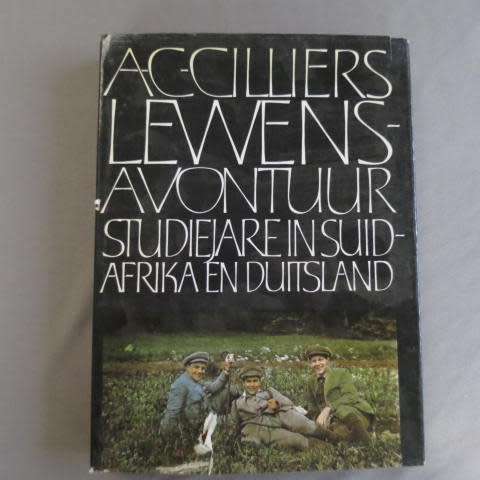 A·C·CILLIERS
LEWENS-
AVONTUUR
STUDIEJARE IN SUID-
AFRIKA EN DUITSLAND